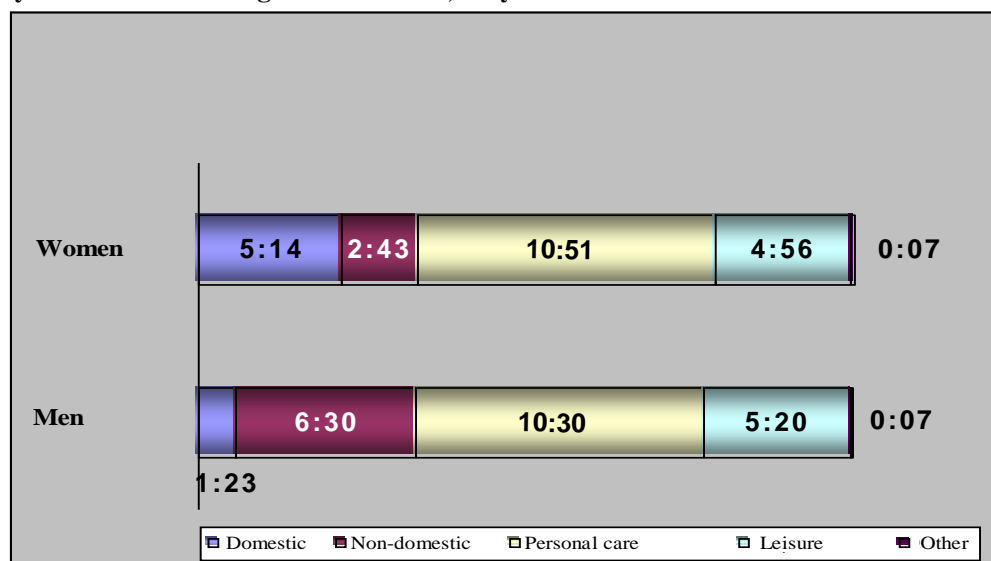 Women 5:14 2:43 10:51 4:56 0:07
Men 6:30 10:30 5:20 0:07
1:23
Domestic Non-domestic Personal care Leisure Other